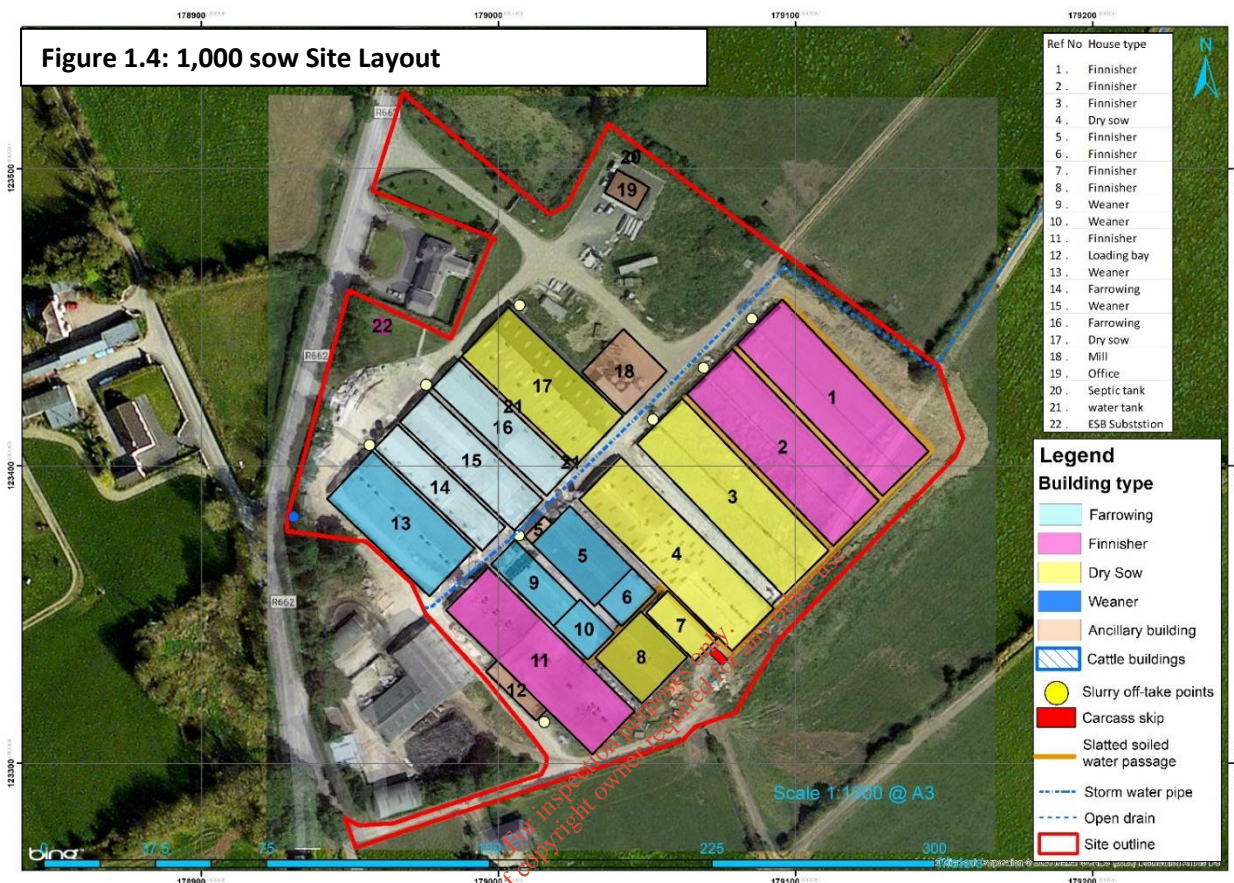 178900
179000
179100
179200
Figure 1.4: 1,000 sow Site Layout
N
Ref No House type
1 . Finnisher
2 . Finnisher
3 . Finnisher
4 . Dry sow
5 . Finnisher
6 . Finnisher
7 . Finnisher
8 . Finnisher
9 . Weaner
10 . Weaner
11 . Finnisher
12 . Loading bay
13 . Weaner
14 . Farrowing
15 . Weaner
16 . Farrowing
17 . Dry sow
18 . Mill
19 . Office
20 . Septic tank
21 . water tank
22 . ESB Subststion
Legend
Building type
Farrowing
Finnisher
Dry Sow
Weaner
Ancillary building
Cattle buildings
Slurry off-take points
Carcass skip
Slatted soiled
water passage
Storm water pipe
Open drain
Site outline
R662
20
19
123500
22
R662
18
17
1
21
16
2
21
15
123400
3
14
13
5
5
4
9
6
R662
10
7
11
8
12
123300
For inspection purposes only.
of copyright owner required for any other use.
Scale 1:1500 @ A3
bing
0
37.5
75
150
225
300
178900
179000
179100
179200